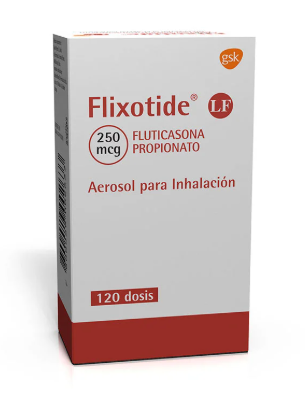 gsk
Flixotide® LF
250 mcg
FLUTICASONA
PROPIONATO
Aerosol para Inhalación
120 dosis